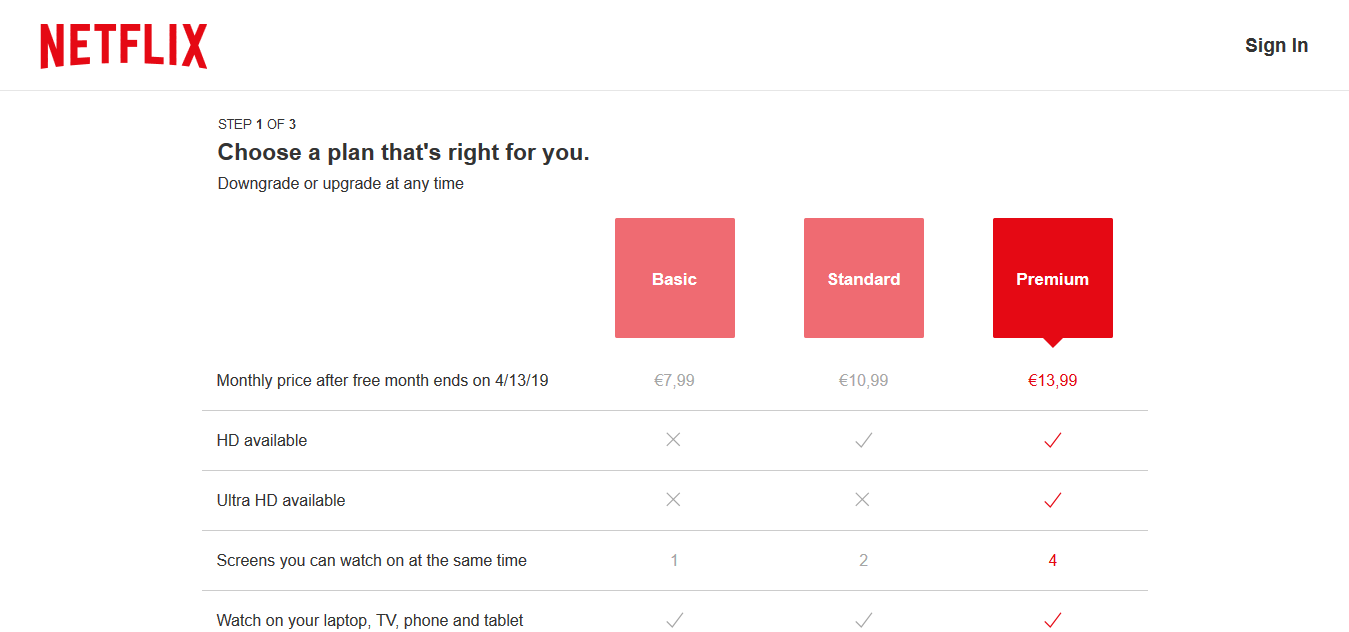 NETFLIX
Sign In
STEP 1 OF 3
Choose a plan that's right for you.
Downgrade or upgrade at any time
Basic Standard Premium
Monthly price after free month ends on 4/13/19 €7,99 €10,99 €13,99
HD available
Ultra HD available
Screens you can watch on at the same time 1 2 4
Watch on your laptop, TV, phone and tablet